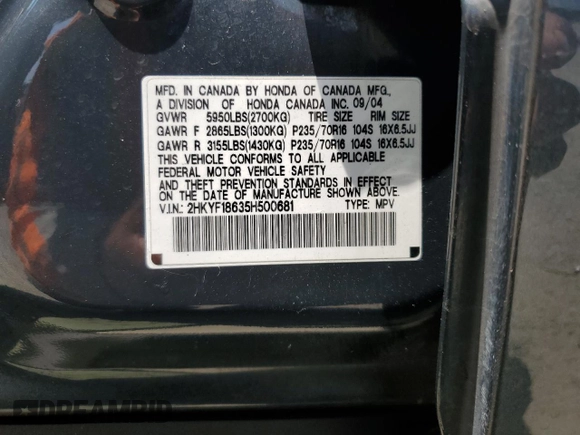 MFD. IN CANADA BY HONDA OF CANADA MFG.,
A DIVISION OF HONDA CANADA INC. 09/04
GVWR 5950LBS(2700KG) TIRE SIZE RIM SIZE
GAWR F 2865LBS(1300KG) P235/70R16 104S 16X6.5JJ
GAWR R 3155LBS(1430KG) P235/70R16 104S 16X6.5JJ
THIS VEHICLE CONFORMS TO ALL APPLICABLE
FEDERAL MOTOR VEHICLE SAFETY
AND THEFT PREVENTION STANDARDS IN EFFECT
ON THE DATE OF MANUFACTURE SHOWN ABOVE.
V.I.N.: 2HKYF18635H500681 TYPE: MPV
DREAMBID